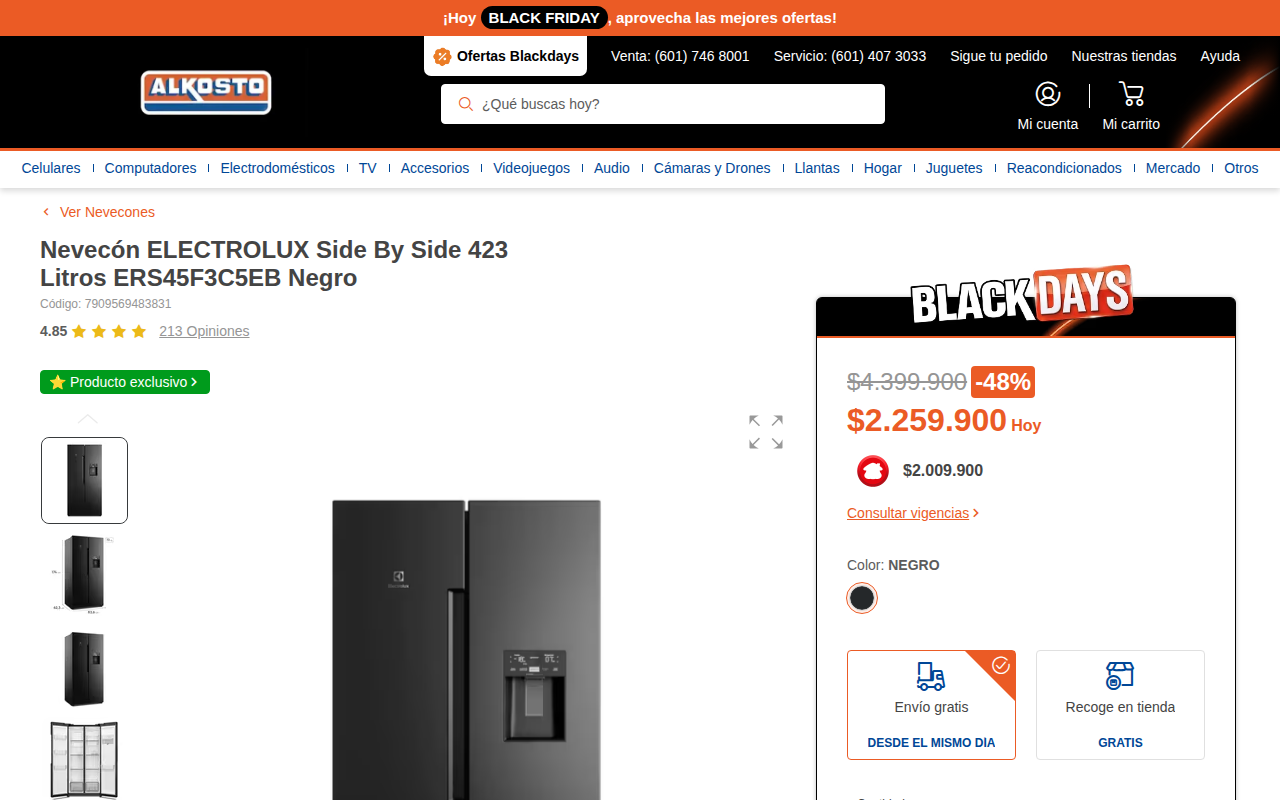 ¡Hoy BLACK FRIDAY, aprovecha las mejores ofertas!
Ofertas Blackdays
Venta: (601) 746 8001
Servicio: (601) 407 3033
Sigue tu pedido
Nuestras tiendas
Ayuda
ALKOSTO
¿Qué buscas hoy?
Mi cuenta
Mi carrito
Celulares
Computadores
Electrodomésticos
TV
Accesorios
Videojuegos
Audio
Cámaras y Drones
Llantas
Hogar
Juguetes
Reacondicionados
Mercado
Otros
Ver Nevecones
Nevecón ELECTROLUX Side By Side 423
Litros ERS45F3C5EB Negro
Código: 7909569483831
4.85
213 Opiniones
Producto exclusivo
BLACK DAYS
$4.399.900 -48%
$2.259.900 Hoy
$2.009.900
Consultar vigencias
Color: NEGRO
Envío gratis
DESDE EL MISMO DÍA
Recoge en tienda
GRATIS